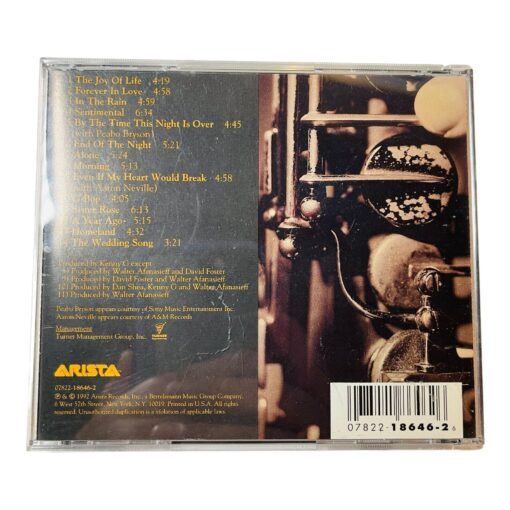 The Joy Of Life 4:19
Forever In Love 4:58
In The Rain 4:59
Sentimental 6:34
By The Time This Night Is Over 4:45
(with Peabo Bryson)
End Of The Night 5:21
Alone 5:24
Morning 5:13
Even If My Heart Would Break 4:58
(with Aaron Neville)
G-Bop 4:05
Sister Rose 6:13
A Year Ago 5:15
Homeland 4:32
14 The Wedding Song 3:21
Produced by Kenny G except
Produced by Walter Afanasieff and David Foster
Produced by David Foster and Walter Afanasieff
10) Produced by Dan Shea, Kenny G and Walter Afanasieff
11) Produced by Walter Afanasieff
Peabo Bryson appears courtesy of Sony Music Entertainment Inc.
Aaron Neville appears courtesy of A&M Records
Management
Turner Management Group, Inc.
ARISTA
07822-18646-2
℗ & © 1992 Arista Records, Inc., a Bertelsmann Music Group Company,
6 West 57th Street, New York, N.Y. 10019. Printed in U.S.A. All rights
reserved. Unauthorized duplication is a violation of applicable laws.
07822-18646-2 6